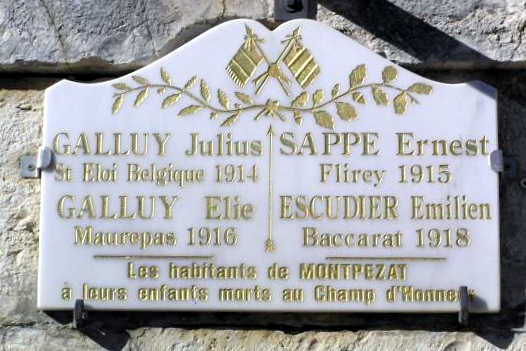 GALLUY Julius
St Eloi Belgique 1914
GALLUY Elie
Maurepas 1916
SAPPE Ernest
Flirey 1915
ESCUDIER Emilien
Baccarat 1918
Les habitants de MONTPEZAT
à leurs enfants morts au Champ d'Honneur